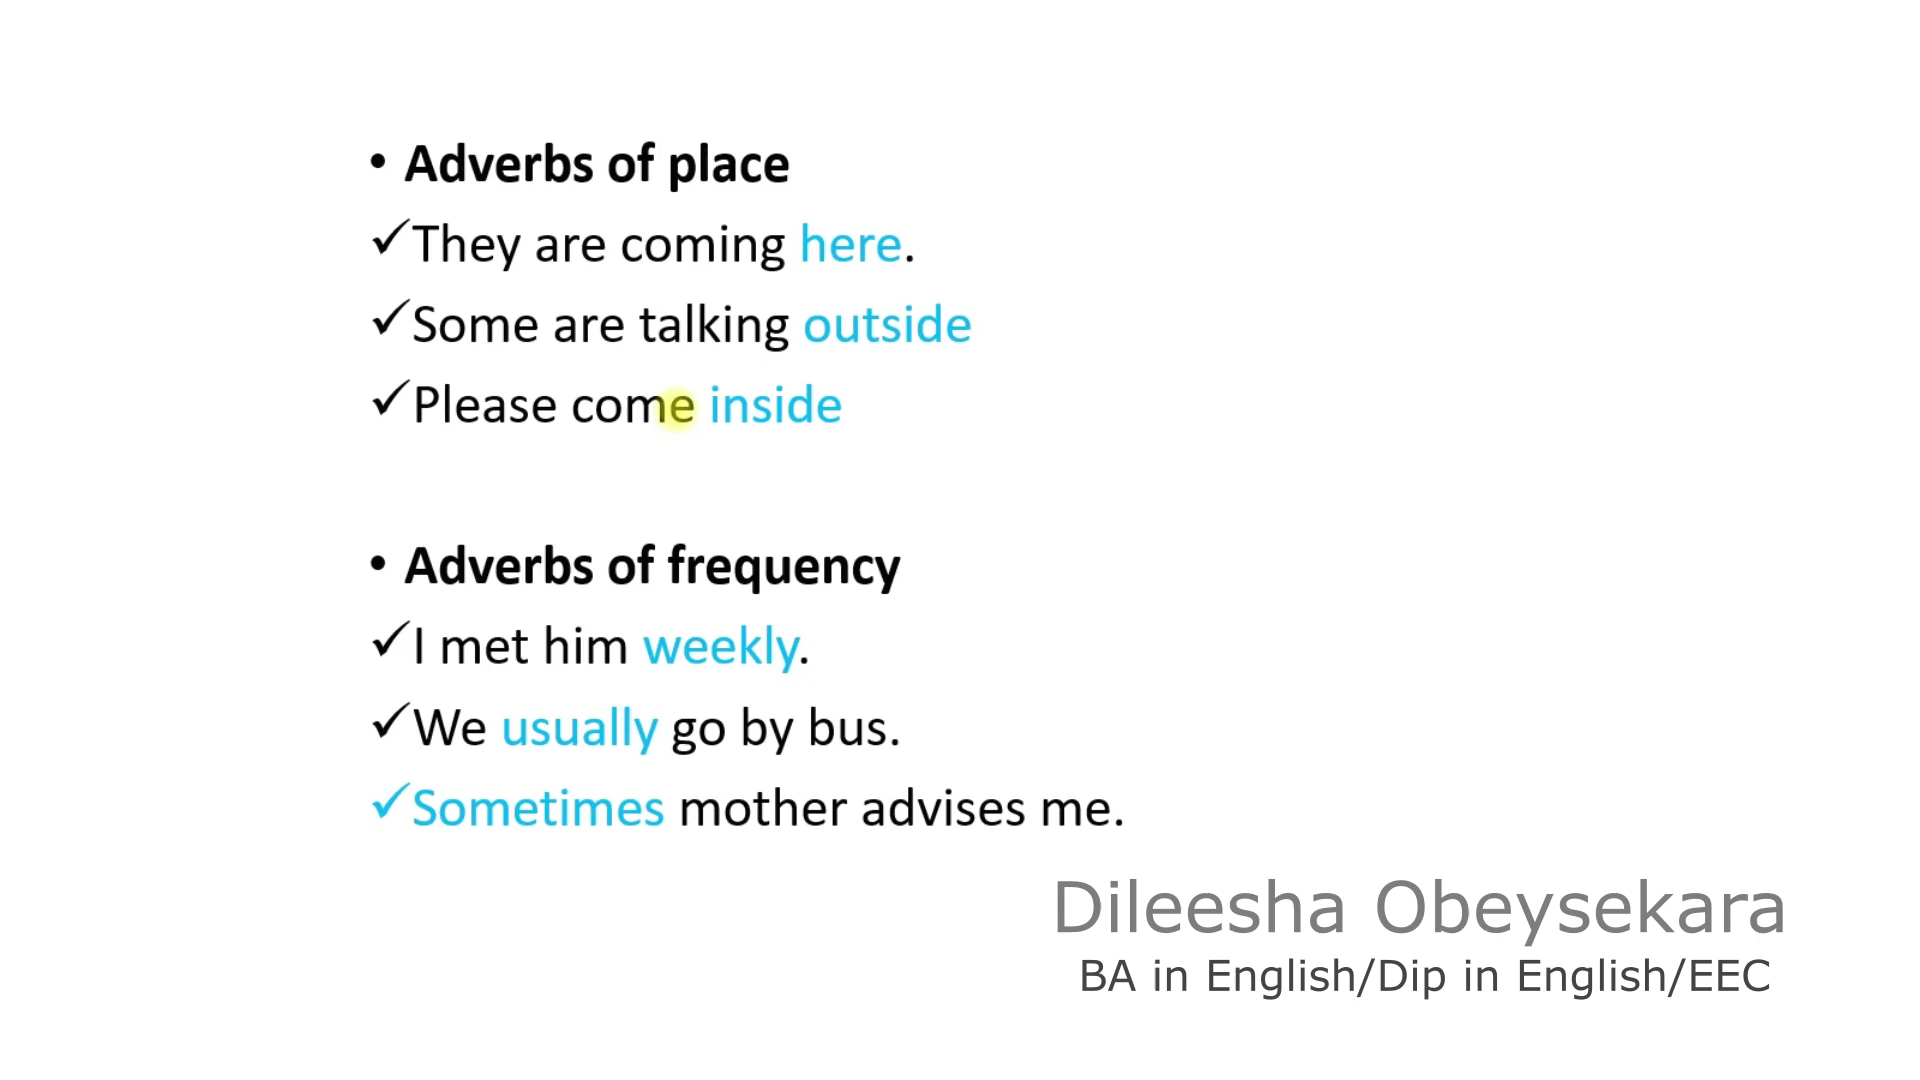 • Adverbs of place
✓They are coming here.
✓Some are talking outside
✓Please come inside
• Adverbs of frequency
✓I met him weekly.
✓We usually go by bus.
✓Sometimes mother advises me.
Dileesha Obeysekara
BA in English/Dip in English/EEC